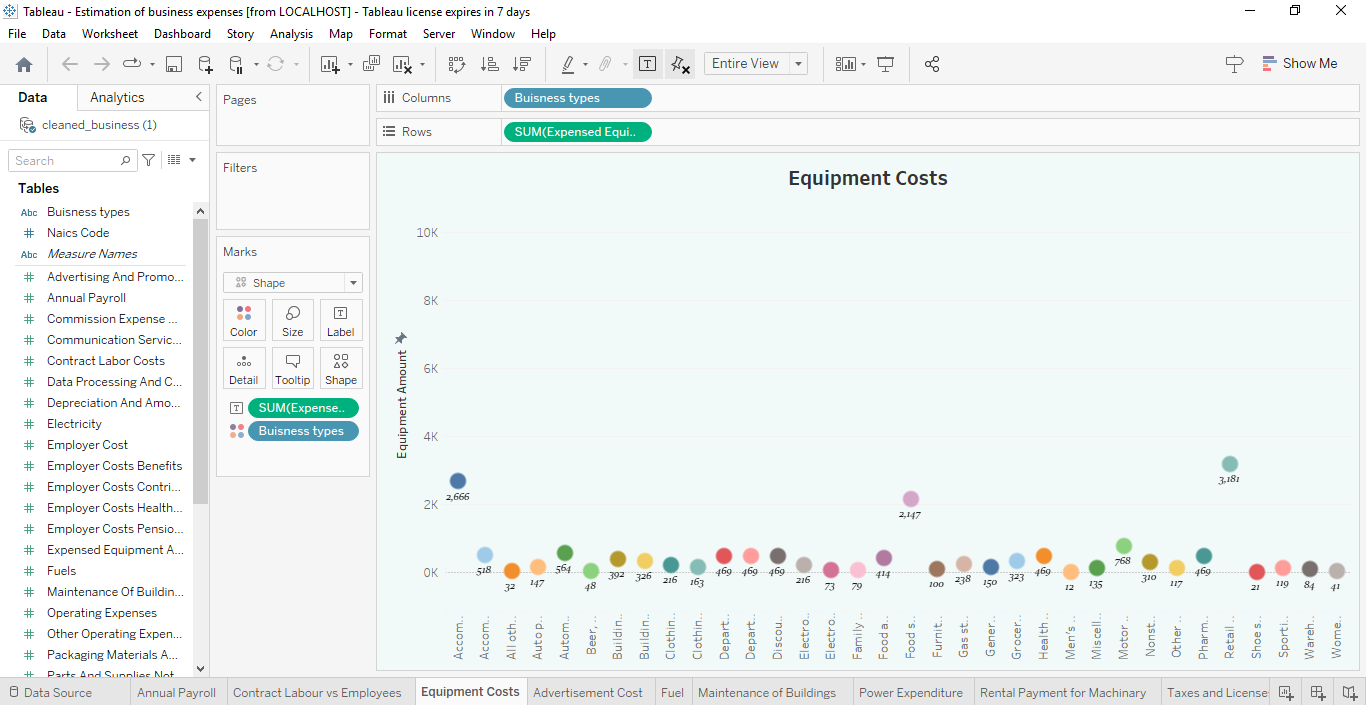 Tableau - Estimation of business expenses [from LOCALHOST] - Tableau license expires in 7 days
File Data Worksheet Dashboard Story Analysis Map Format Server Window Help
Entire View
Show Me
Data Analytics
cleaned_business (1)
Search
Tables
Abc Buisness types
Naics Code
Abc Measure Names
Advertising And Promo...
Annual Payroll
Commission Expense ...
Communication Servic...
Contract Labor Costs
Data Processing And C...
Depreciation And Amo...
Electricity
Employer Cost
Employer Costs Benefits
Employer Costs Contri...
Employer Costs Health...
Employer Costs Pensio...
Expensed Equipment A...
Fuels
Maintenance Of Buildin...
Operating Expenses
Other Operating Expen...
Packaging Materials A...
Parts And Supplies Not
Pages
Filters
Marks
Shape
Color Size Label
Detail Tooltip Shape
SUM(Expense..
Buisness types
Columns Buisness types
Rows SUM(Expensed Equi..
Equipment Costs
Equipment Amount
10K
8K
6K
4K
2K
0K
2,666
518
32
147
564
48
392
326
216
163
469
469
469
216
73
79
414
2,147
100
238
150
323
469
12
135
768
310
117
469
3,181
21
119
84
41
Accom..
Accom..
All oth..
Auto p..
Autom..
Beer, ..
Buildin..
Buildin..
Clothin..
Clothin..
Depart..
Depart..
Discou..
Electro..
Electro..
Family ..
Food a..
Food s..
Furnit..
Gas st..
Gener..
Grocer..
Health ..
Men's ..
Miscell..
Motor ..
Nonst..
Other ..
Pharm..
Retail ..
Shoe s..
Sporti..
Wareh..
Wome..
Data Source Annual Payroll Contract Labour vs Employees Equipment Costs Advertisement Cost Fuel Maintenance of Buildings Power Expenditure Rental Payment for Machinary Taxes and License